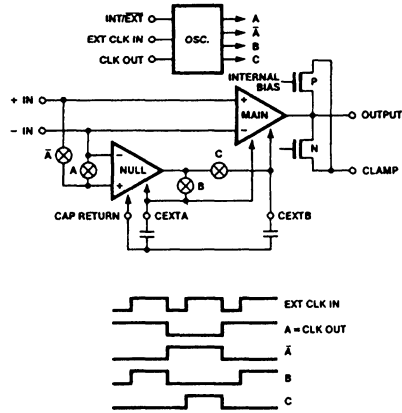 INT/EXT
EXT CLK IN
CLK OUT
OSC.
A
Ā
B
C
INTERNAL
BIAS
P
+ IN
- IN
+
-
MAIN
OUTPUT
N
CLAMP
Ā
A
-
+
NULL
C
B
CAP RETURN
CEXTA
CEXTB
EXT CLK IN
A = CLK OUT
Ā
B
C